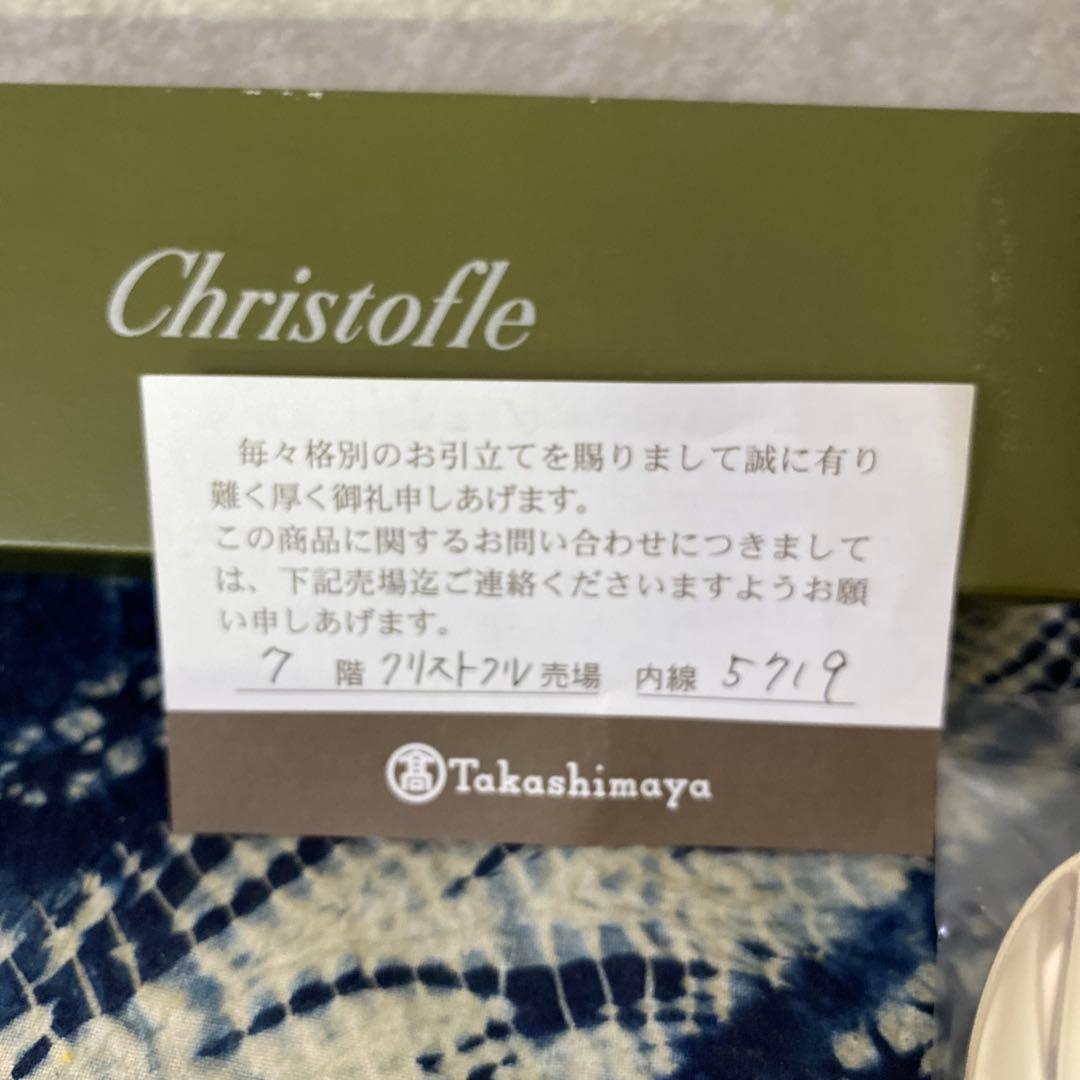 Christofle
毎々格別のお引立てを賜りまして誠に有り
難く厚く御礼申しあげます。
この商品に関するお問い合わせにつきまして
は、下記売場迄ご連絡くださいますようお願
い申しあげます。
7 階 クリストフル 売場 内線 5719
髙 Takashimaya